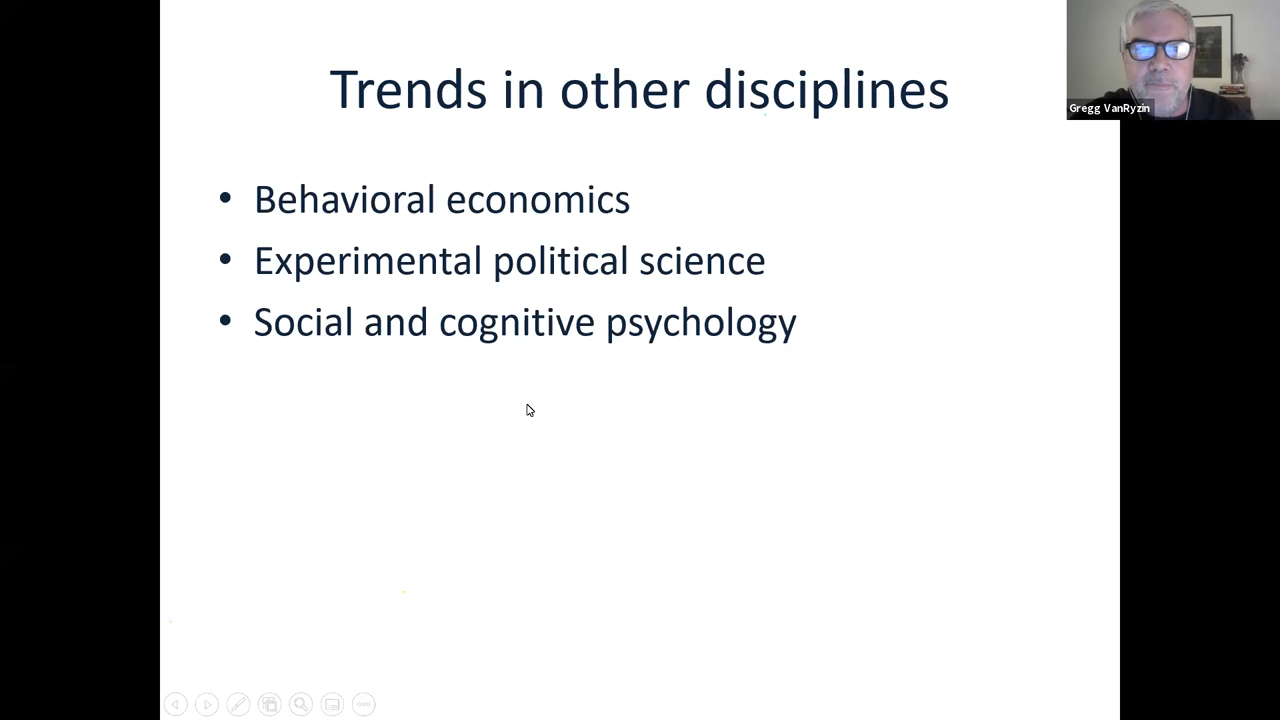 Trends in other disciplines
Gregg VanRyzin
• Behavioral economics
• Experimental political science
• Social and cognitive psychology